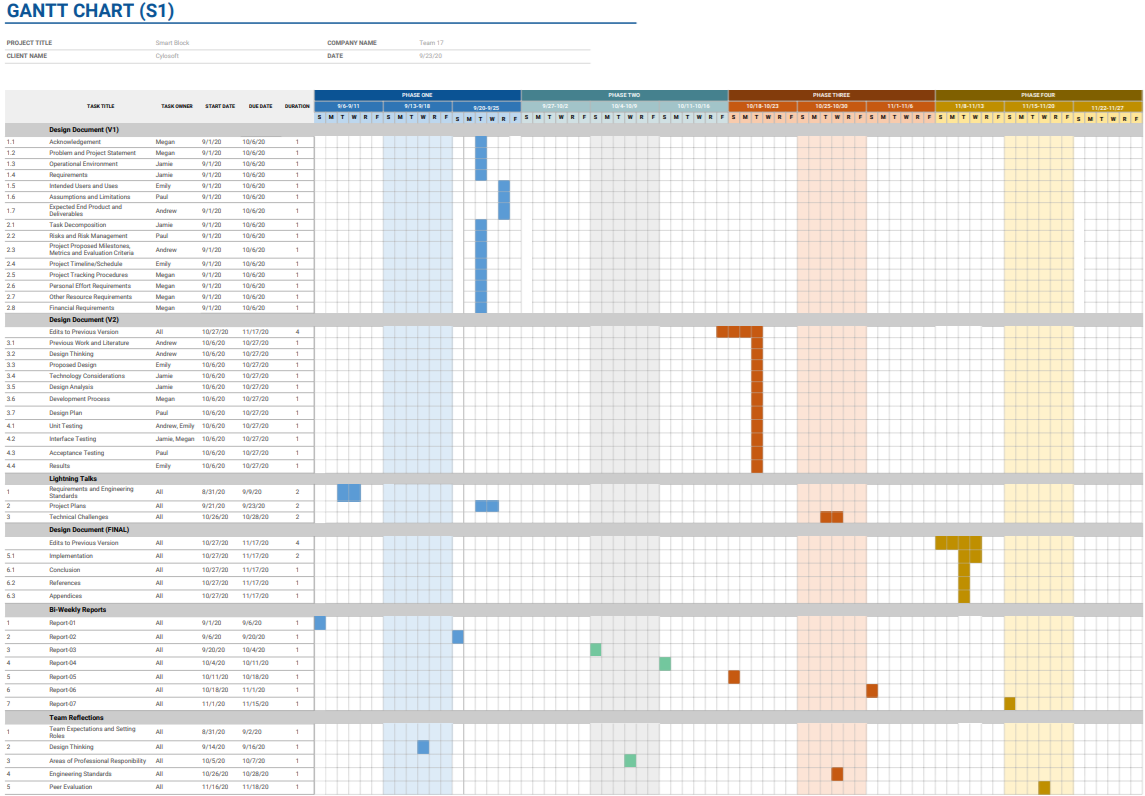 GANTT CHART (S1)
PROJECT TITLE Smart Block COMPANY NAME Team 17
CLIENT NAME Cylosoft DATE 9/23/20
PHASE ONE PHASE TWO PHASE THREE PHASE FOUR
TASK TITLE TASK OWNER START DATE DUE DATE DURATION 9/6-9/11 9/13-9/18 9/20-9/25 9/27-10/2 10/4-10/9 10/11-10/16 10/18-10/23 10/25-10/30 11/1-11/6 11/8-11/13 11/15-11/20 11/22-11/27
S M T W R F S M T W R F S M T W R F S M T W R F S M T W R F S M T W R F S M T W R F S M T W R F S M T W R F S M T W R F S M T W R F S M T W R F
Design Document (V1)
1.1 Acknowledgement Megan 9/1/20 10/6/20 1
1.2 Problem and Project Statement Megan 9/1/20 10/6/20 1
1.3 Operational Environment Jamie 9/1/20 10/6/20 1
1.4 Requirements Jamie 9/1/20 10/6/20 1
1.5 Intended Users and Uses Emily 9/1/20 10/6/20 1
1.6 Assumptions and Limitations Paul 9/1/20 10/6/20 1
1.7 Expected End Product and
Deliverables Andrew 9/1/20 10/6/20 1
2.1 Task Decomposition Jamie 9/1/20 10/6/20 1
2.2 Risks and Risk Management Paul 9/1/20 10/6/20 1
2.3 Project Proposed Milestones,
Metrics and Evaluation Criteria Andrew 9/1/20 10/6/20 1
2.4 Project Timeline/Schedule Emily 9/1/20 10/6/20 1
2.5 Project Tracking Procedures Megan 9/1/20 10/6/20 1
2.6 Personal Effort Requirements Megan 9/1/20 10/6/20 1
2.7 Other Resource Requirements Megan 9/1/20 10/6/20 1
2.8 Financial Requirements Megan 9/1/20 10/6/20 1
Design Document (V2)
Edits to Previous Version All 10/27/20 11/17/20 4
3.1 Previous Work and Literature Andrew 10/6/20 10/27/20 1
3.2 Design Thinking Andrew 10/6/20 10/27/20 1
3.3 Proposed Design Emily 10/6/20 10/27/20 1
3.4 Technology Considerations Jamie 10/6/20 10/27/20 1
3.5 Design Analysis Jamie 10/6/20 10/27/20 1
3.6 Development Process Megan 10/6/20 10/27/20 1
3.7 Design Plan Paul 10/6/20 10/27/20 1
4.1 Unit Testing Andrew, Emily 10/6/20 10/27/20 1
4.2 Interface Testing Jamie, Megan 10/6/20 10/27/20 1
4.3 Acceptance Testing Paul 10/6/20 10/27/20 1
4.4 Results Emily 10/6/20 10/27/20 1
Lightning Talks
1 Requirements and Engineering
Standards All 8/31/20 9/9/20 2
2 Project Plans All 9/21/20 9/23/20 2
3 Technical Challenges All 10/26/20 10/28/20 2
Design Document (FINAL)
Edits to Previous Version All 10/27/20 11/17/20 4
5.1 Implementation All 10/27/20 11/17/20 2
6.1 Conclusion All 10/27/20 11/17/20 1
6.2 References All 10/27/20 11/17/20 1
6.3 Appendices All 10/27/20 11/17/20 1
Bi-Weekly Reports
1 Report-01 All 9/1/20 9/6/20 1
2 Report-02 All 9/6/20 9/20/20 1
3 Report-03 All 9/20/20 10/4/20 1
4 Report-04 All 10/4/20 10/11/20 1
5 Report-05 All 10/11/20 10/18/20 1
6 Report-06 All 10/18/20 11/1/20 1
7 Report-07 All 11/1/20 11/15/20 1
Team Reflections
1 Team Expectations and Setting
Roles All 8/31/20 9/2/20 1
2 Design Thinking All 9/14/20 9/16/20 1
3 Areas of Professional Responibility All 10/5/20 10/7/20 1
4 Engineering Standards All 10/26/20 10/28/20 1
5 Peer Evaluation All 11/16/20 11/18/20 1